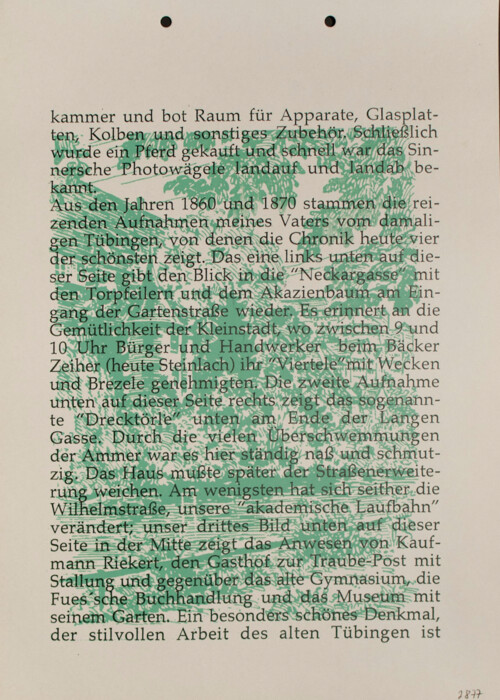 kammer und bot Raum für Apparate, Glasplat-
ten, Kolben und sonstiges Zubehör. Schließlich
wurde ein Pferd gekauft und schnell war das Sin-
nersche Photowägele landauf und landab be-
kannt.
Aus den Jahren 1860 und 1870 stammen die rei-
zenden Aufnahmen meines Vaters vom damali-
gen Tübingen, von denen die Chronik heute vier
der schönsten zeigt. Das eine links unten auf die-
ser Seite gibt den Blick in die "Neckargasse" mit
den Torpfeilern und dem Akazienbaum am Ein-
gang der Gartenstraße wieder. Es erinnert an die
Gemütlichkeit der Kleinstadt, wo zwischen 9 und
10 Uhr Bürger und Handwerker beim Bäcker
Zeiher (heute Steinlach) ihr "Viertele" mit Wecken
und Brezele genehmigten. Die zweite Aufnahme
unten auf dieser Seite rechts zeigt das sogenann-
te "Drecktörle" unten am Ende der Langen
Gasse. Durch die vielen Überschwemmungen
der Ammer war es hier ständig naß und schmut-
zig. Das Haus mußte später der Straßenerweite-
rung weichen. Am wenigsten hat sich seither die
Wilhelmstraße, unsere "akademische Laufbahn"
verändert, unser drittes Bild unten auf dieser
Seite in der Mitte zeigt das Anwesen von Kauf-
mann Riekert, den Gasthof zur Traube-Post mit
Stallung und gegenüber das alte Gymnasium, die
Fues´sche Buchhandlung und das Museum mit
seinem Garten. Ein besonders schönes Denkmal,
der stilvollen Arbeit des alten Tübingen ist
2877